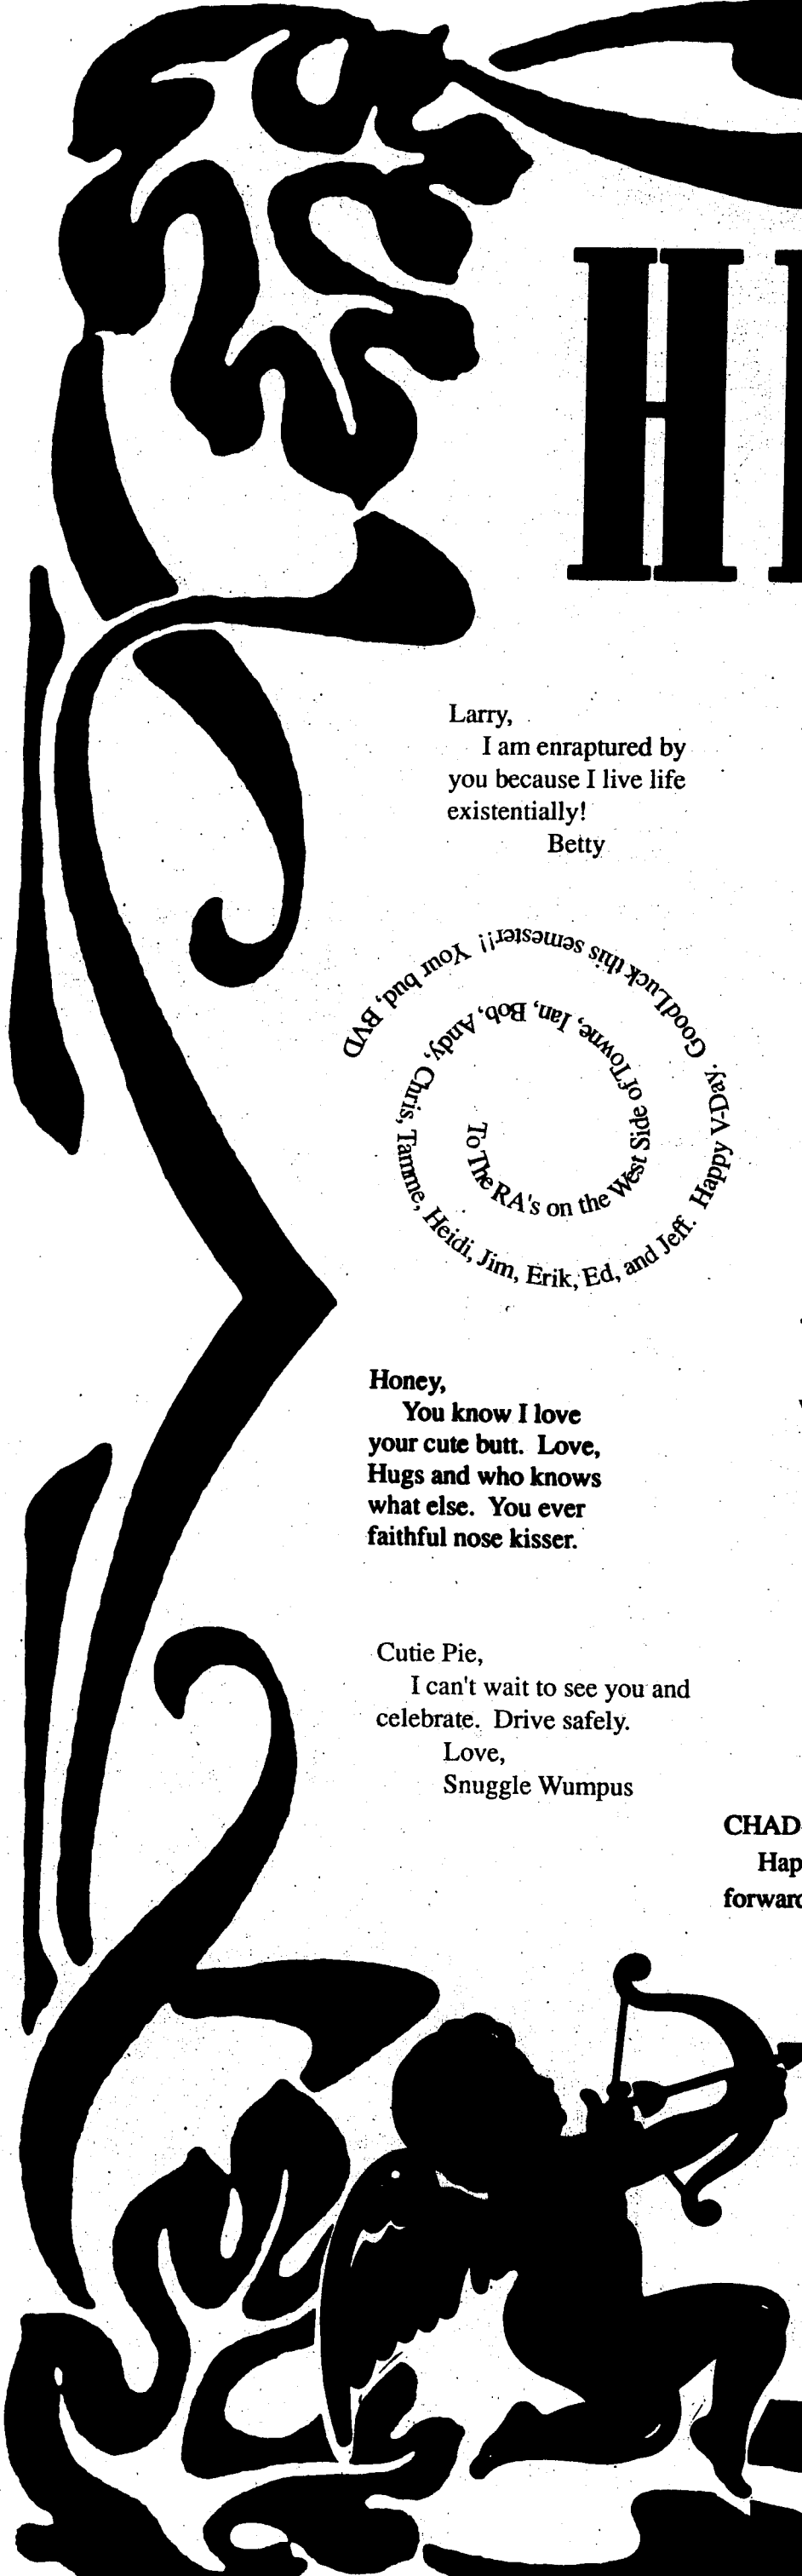 H
Larry,
I am enraptured by
you because I live life
existentially!
Betty
To The RA's on the West Side of Towne, Ian, Bob, Andy, Chris, Tamme, Heidi, Jim, Erik, Ed, and Jeff. Happy V-Day. GoodLuck this semester!! Your bud, BVD
Honey,
You know I love
your cute butt. Love,
Hugs and who knows
what else. You ever
faithful nose kisser.
Cutie Pie,
I can't wait to see you and
celebrate. Drive safely.
Love,
Snuggle Wumpus
CHAD
Hap
forward